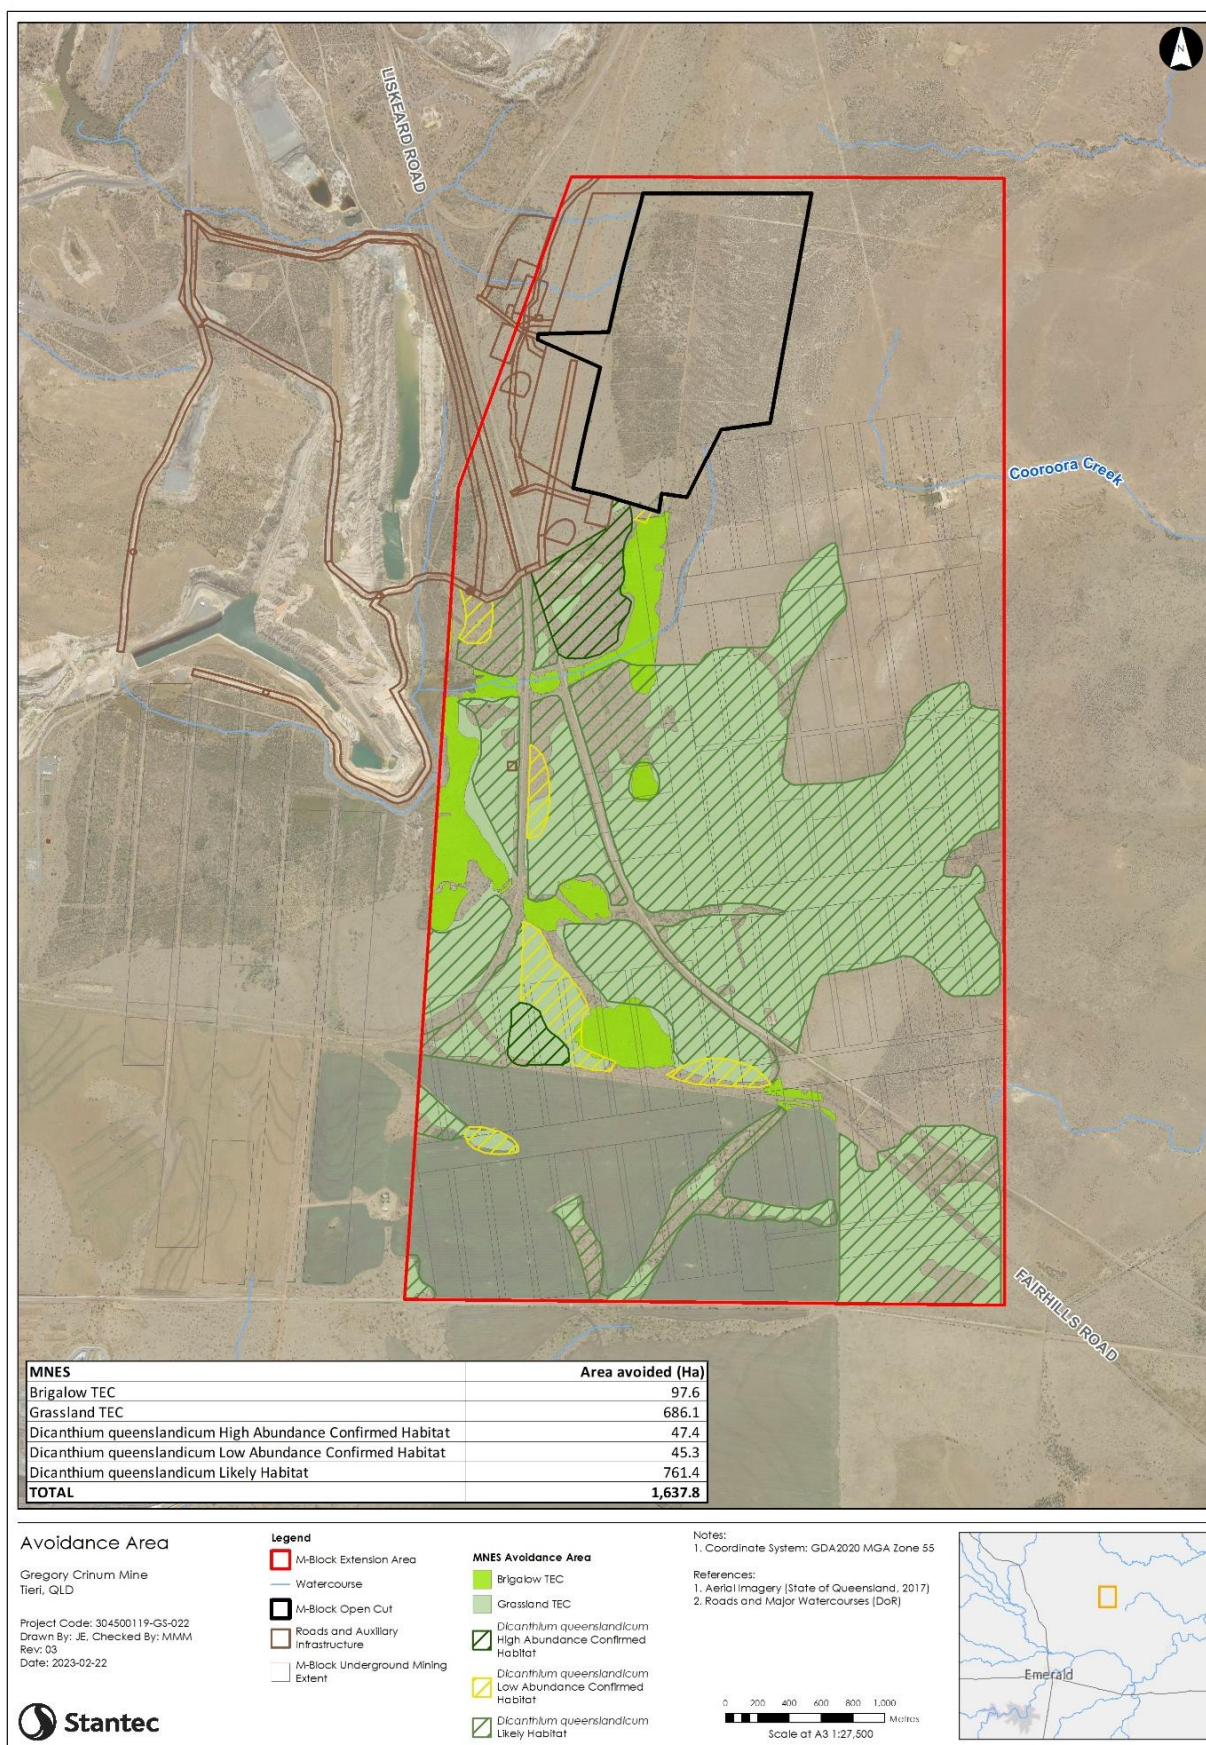 N
LISKEARD ROAD
Cooroora Creek
FAIRHILLS ROAD
MNES Area avoided (Ha)
Brigalow TEC 97.6
Grassland TEC 686.1
Dicanthium queenslandicum High Abundance Confirmed Habitat 47.4
Dicanthium queenslandicum Low Abundance Confirmed Habitat 45.3
Dicanthium queenslandicum Likely Habitat 761.4
TOTAL 1,637.8
Avoidance Area
Gregory Crinum Mine
Tieri, QLD
Project Code: 304500119-GS-022
Drawn By: JE, Checked By: MMM
Rev: 03
Date: 2023-02-22
Stantec
Legend
M-Block Extension Area
Watercourse
M-Block Open Cut
Roads and Auxiliary
Infrastructure
M-Block Underground Mining
Extent
MNES Avoidance Area
Brigalow TEC
Grassland TEC
Dicanthium queenslandicum
High Abundance Confirmed
Habitat
Dicanthium queenslandicum
Low Abundance Confirmed
Habitat
Dicanthium queenslandicum
Likely Habitat
Notes:
1. Coordinate System: GDA2020 MGA Zone 55
References:
1. Aerial Imagery (State of Queensland, 2017)
2. Roads and Major Watercourses (DoR)
0 200 400 600 800 1,000
Metres
Scale at A3 1:27,500
Emerald